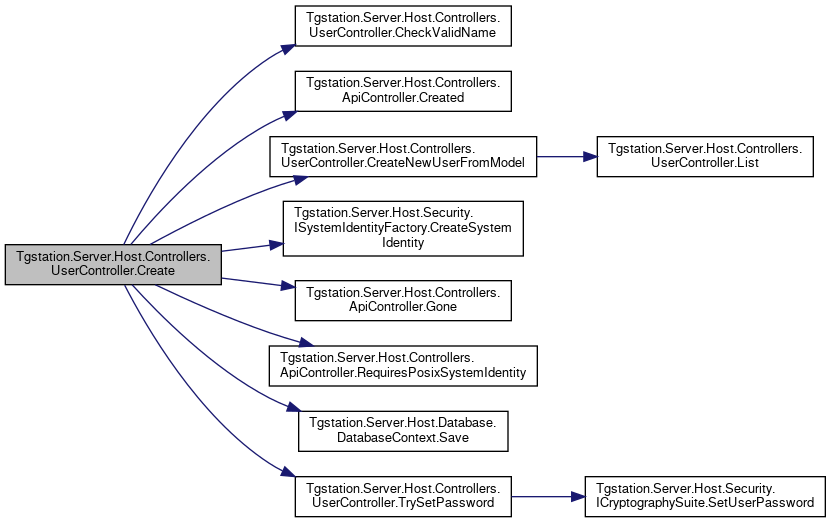 Tgstation.Server.Host.Controllers.
UserController.Create
Tgstation.Server.Host.Controllers.
UserController.CheckValidName
Tgstation.Server.Host.Controllers.
ApiController.Created
Tgstation.Server.Host.Controllers.
UserController.CreateNewUserFromModel
Tgstation.Server.Host.Controllers.
UserController.List
Tgstation.Server.Host.Security.
ISystemIdentityFactory.CreateSystem
Identity
Tgstation.Server.Host.Controllers.
ApiController.Gone
Tgstation.Server.Host.Controllers.
ApiController.RequiresPosixSystemIdentity
Tgstation.Server.Host.Database.
DatabaseContext.Save
Tgstation.Server.Host.Controllers.
UserController.TrySetPassword
Tgstation.Server.Host.Security.
ICryptographySuite.SetUserPassword